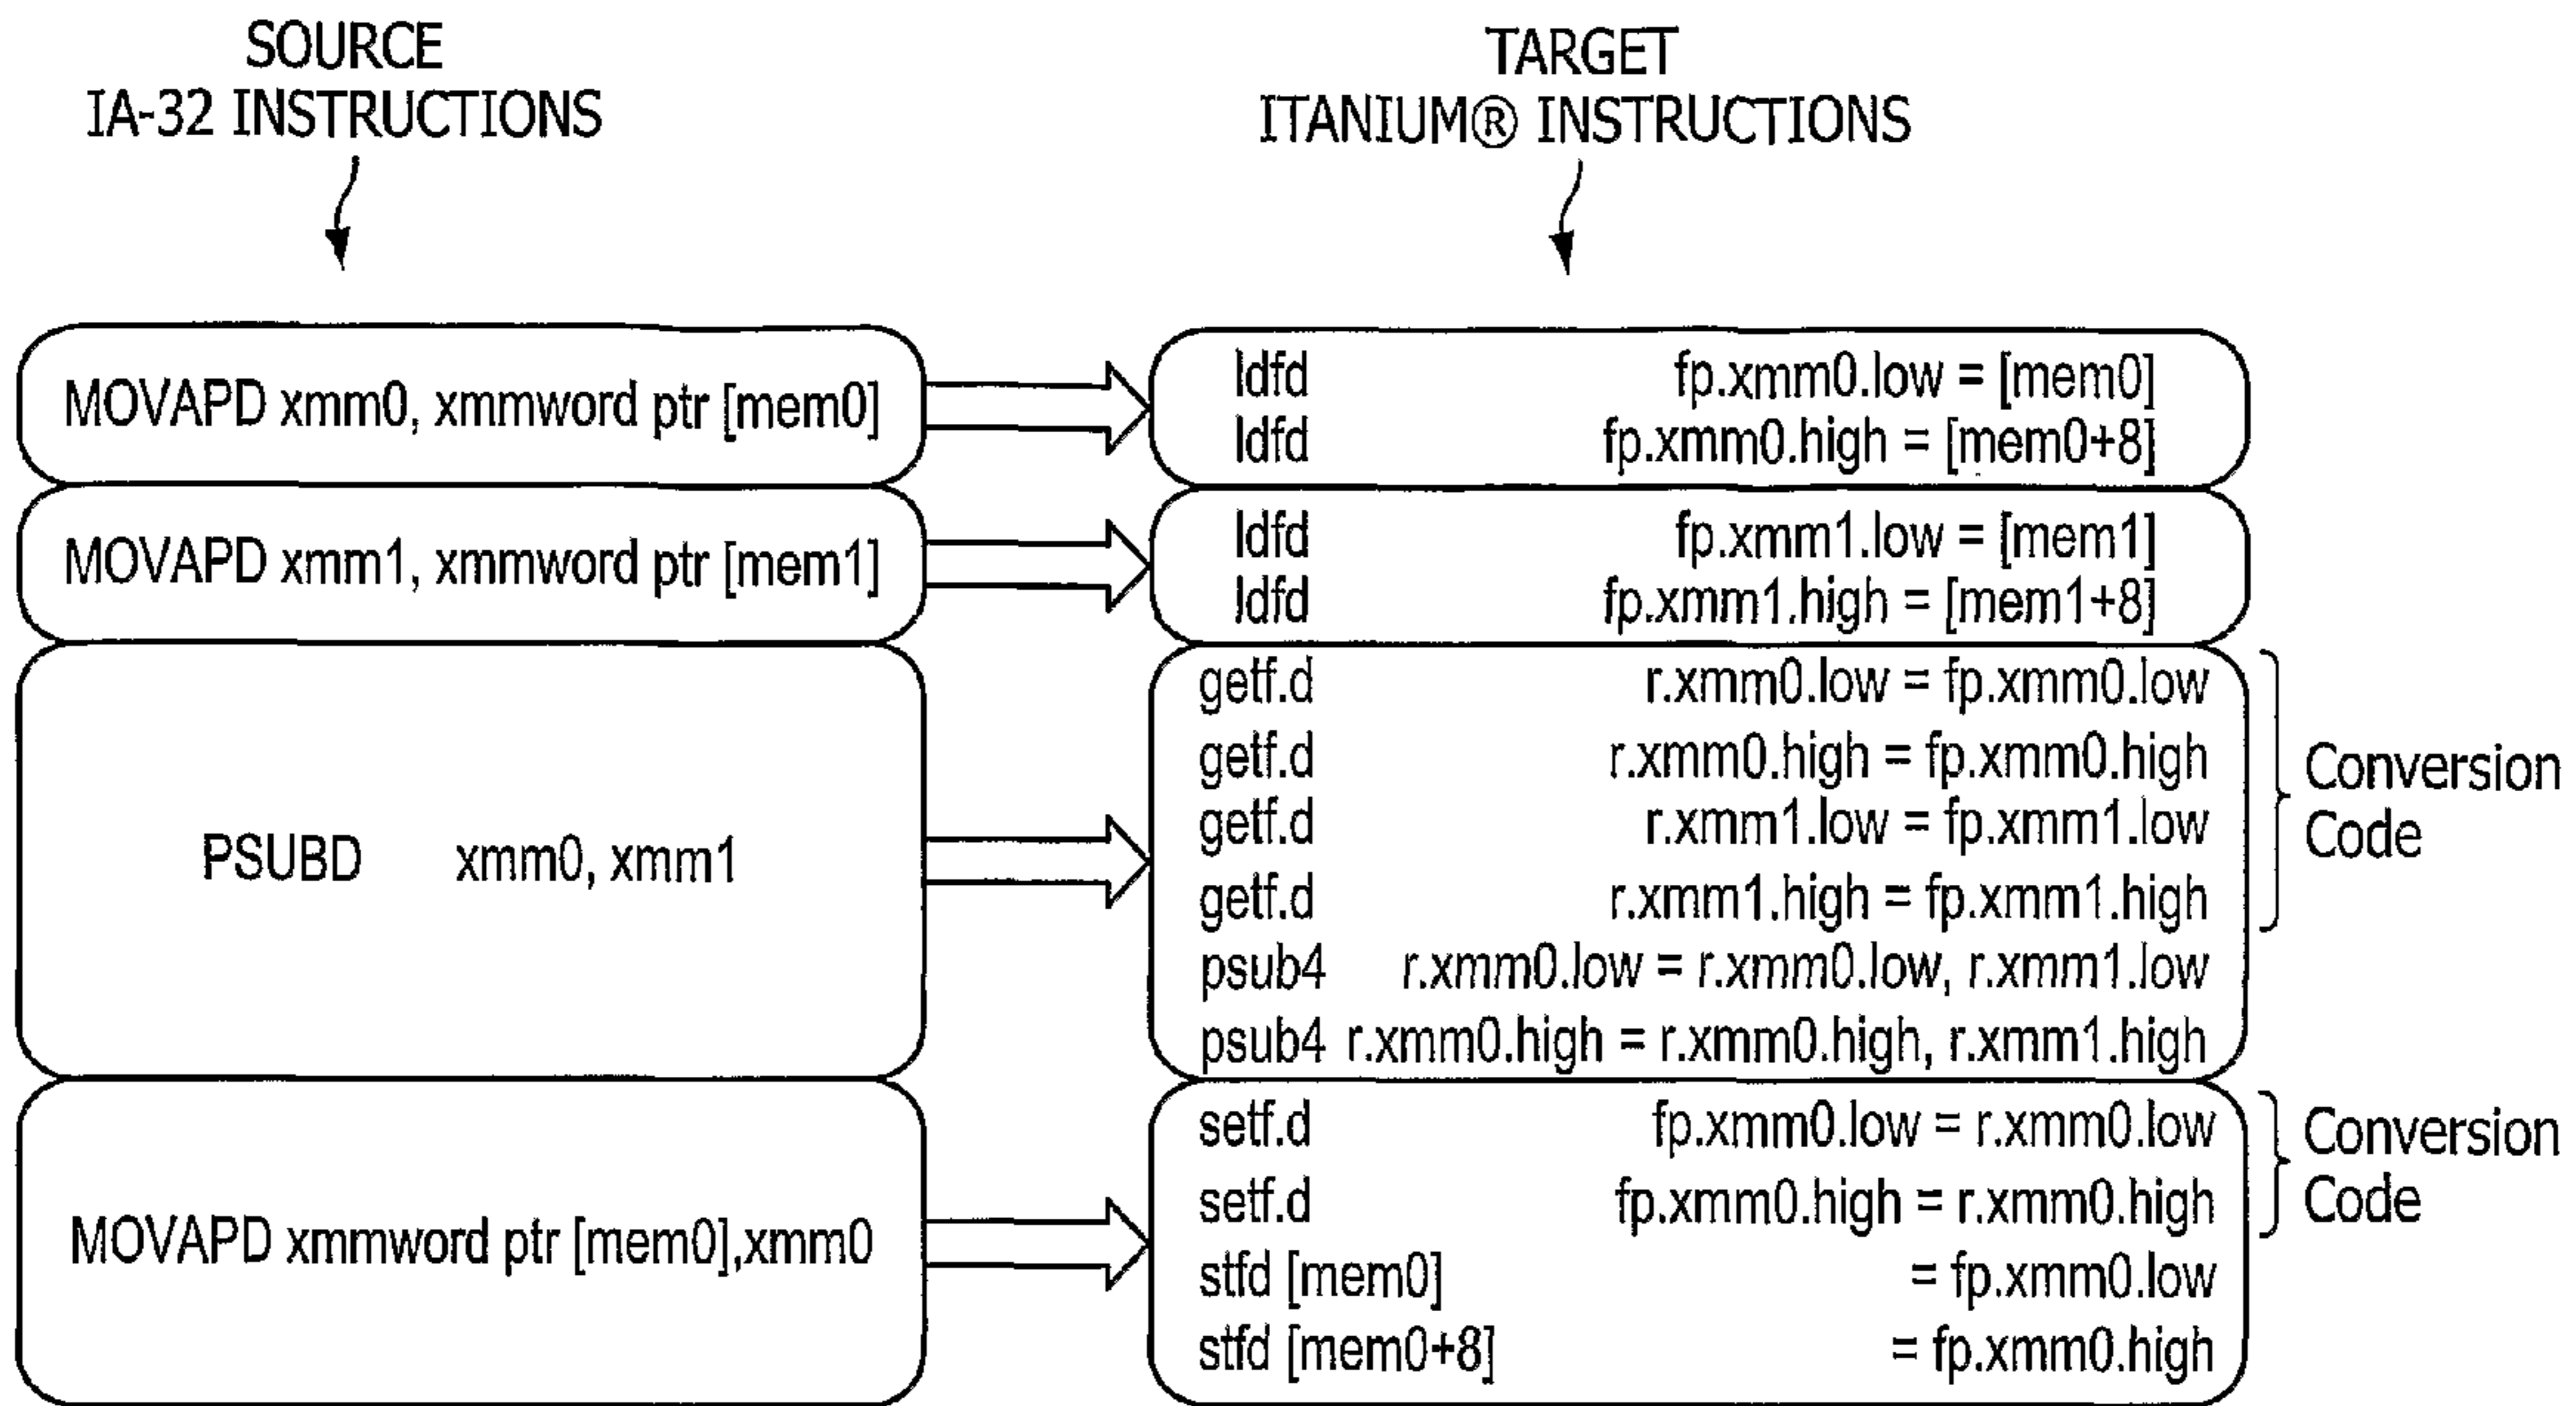 SOURCE
IA-32 INSTRUCTIONS
TARGET
ITANIUM® INSTRUCTIONS
MOVAPD xmm0, xmmword ptr [mem0]
ldfd fp.xmm0.low = [mem0]
ldfd fp.xmm0.high = [mem0+8]
MOVAPD xmm1, xmmword ptr [mem1]
ldfd fp.xmm1.low = [mem1]
ldfd fp.xmm1.high = [mem1+8]
PSUBD xmm0, xmm1
getf.d r.xmm0.low = fp.xmm0.low
getf.d r.xmm0.high = fp.xmm0.high
getf.d r.xmm1.low = fp.xmm1.low
getf.d r.xmm1.high = fp.xmm1.high
psub4 r.xmm0.low = r.xmm0.low, r.xmm1.low
psub4 r.xmm0.high = r.xmm0.high, r.xmm1.high
Conversion
Code
MOVAPD xmmword ptr [mem0],xmm0
setf.d fp.xmm0.low = r.xmm0.low
setf.d fp.xmm0.high = r.xmm0.high
stfd [mem0] = fp.xmm0.low
stfd [mem0+8] = fp.xmm0.high
Conversion
Code